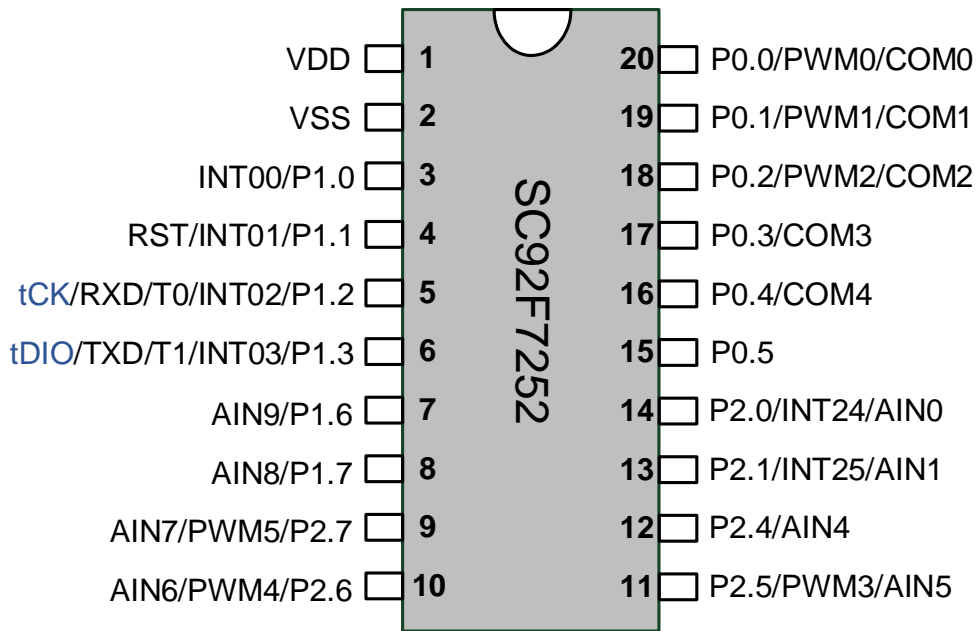 VDD 1 20 P0.0/PWM0/COM0
VSS 2 19 P0.1/PWM1/COM1
INT00/P1.0 3 18 P0.2/PWM2/COM2
RST/INT01/P1.1 4 17 P0.3/COM3
tCK/RXD/T0/INT02/P1.2 5 16 P0.4/COM4
tDIO/TXD/T1/INT03/P1.3 6 15 P0.5
AIN9/P1.6 7 14 P2.0/INT24/AIN0
AIN8/P1.7 8 13 P2.1/INT25/AIN1
AIN7/PWM5/P2.7 9 12 P2.4/AIN4
AIN6/PWM4/P2.6 10 11 P2.5/PWM3/AIN5
SC92F7252